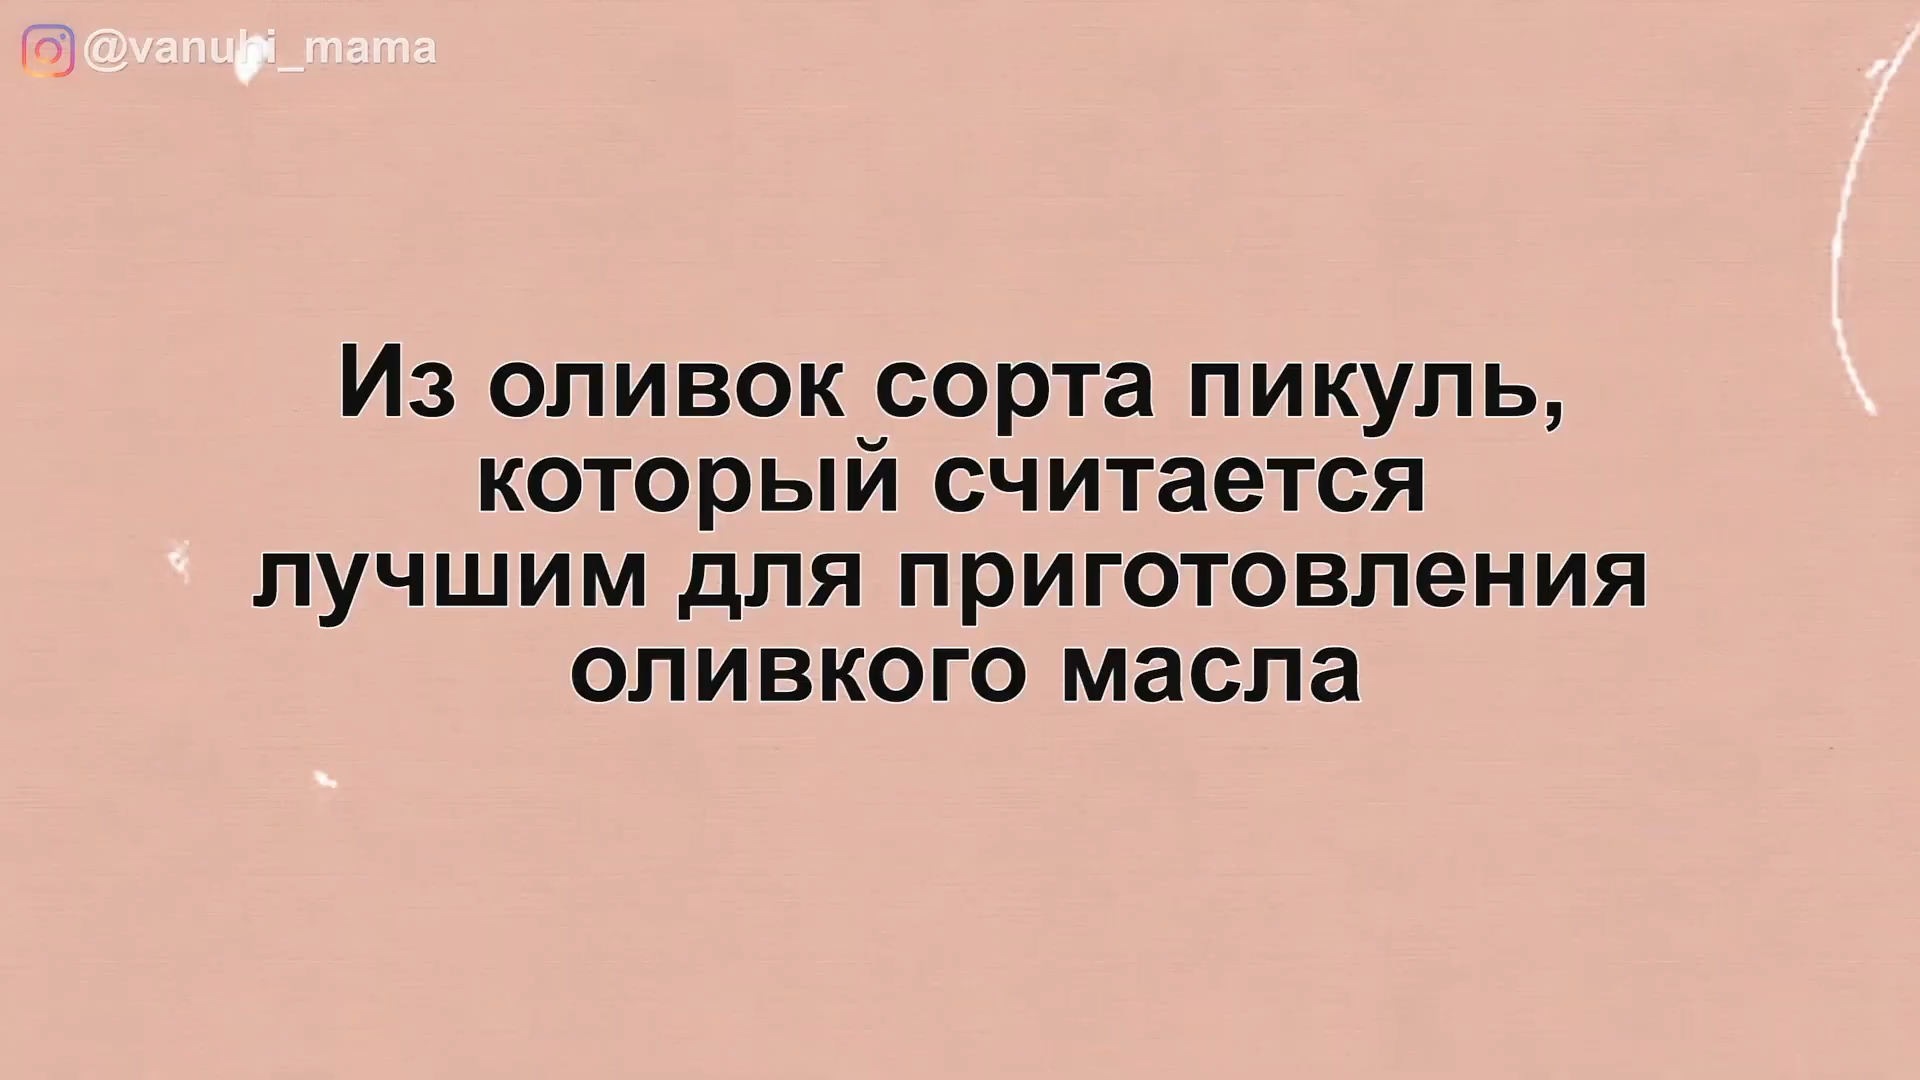 @vanuhi_mama
Из оливок сорта пикуль,
который считается
лучшим для приготовления
оливкого масла